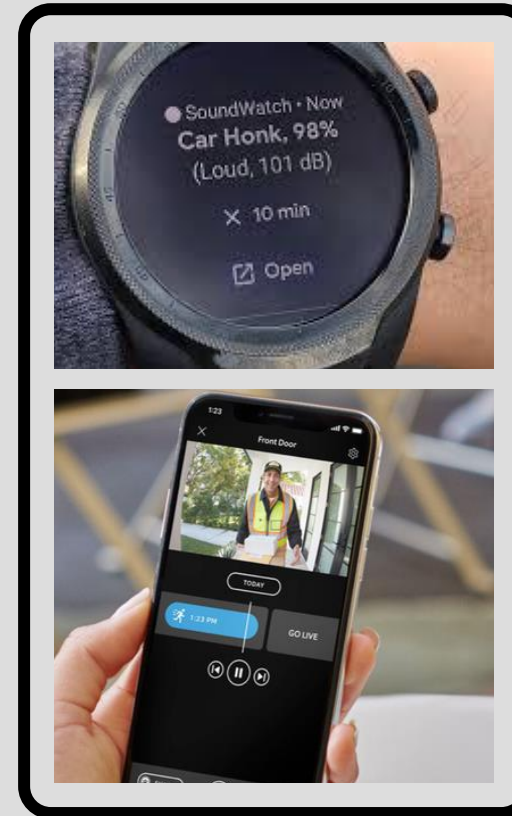 SoundWatch • Now
Car Honk, 98%
(Loud, 101 dB)
× 10 min
Open
1:23
Front Door
TODAY
1:23 PM
GO LIVE